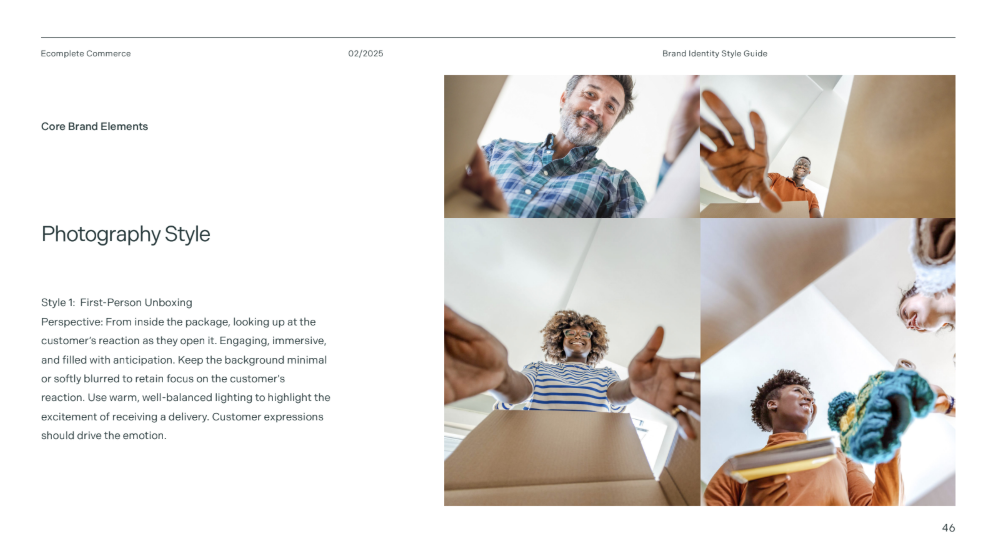 Ecomplete Commerce
02/2025
Brand Identity Style Guide
Core Brand Elements
Photography Style
Style 1:  First-Person Unboxing
Perspective: From inside the package, looking up at the
customer's reaction as they open it. Engaging, immersive,
and filled with anticipation. Keep the background minimal
or softly blurred to retain focus on the customer's
reaction. Use warm, well-balanced lighting to highlight the
excitement of receiving a delivery. Customer expressions
should drive the emotion.
46